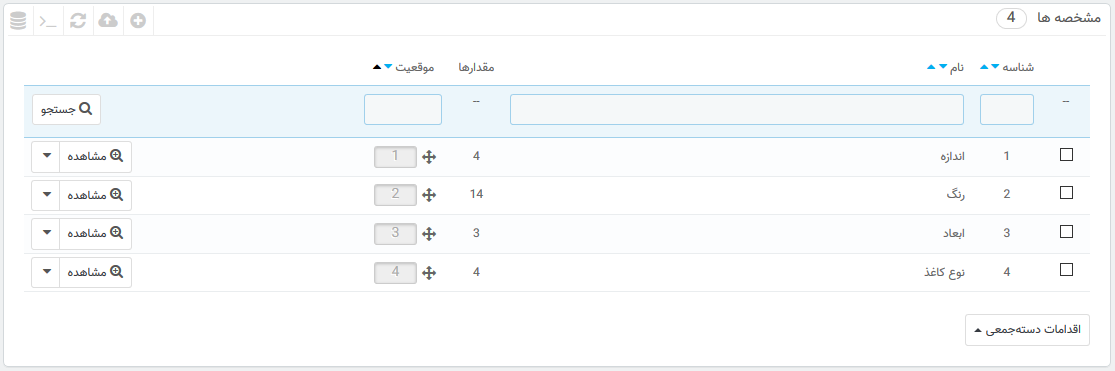 مشخصه ها 4
شناسه نام مقدارها موقعیت
-- -- جستجو
1 اندازه 4 1 مشاهده
2 رنگ 14 2 مشاهده
3 ابعاد 3 3 مشاهده
4 نوع کاغذ 4 4 مشاهده
اقدامات دسته‌جمعی